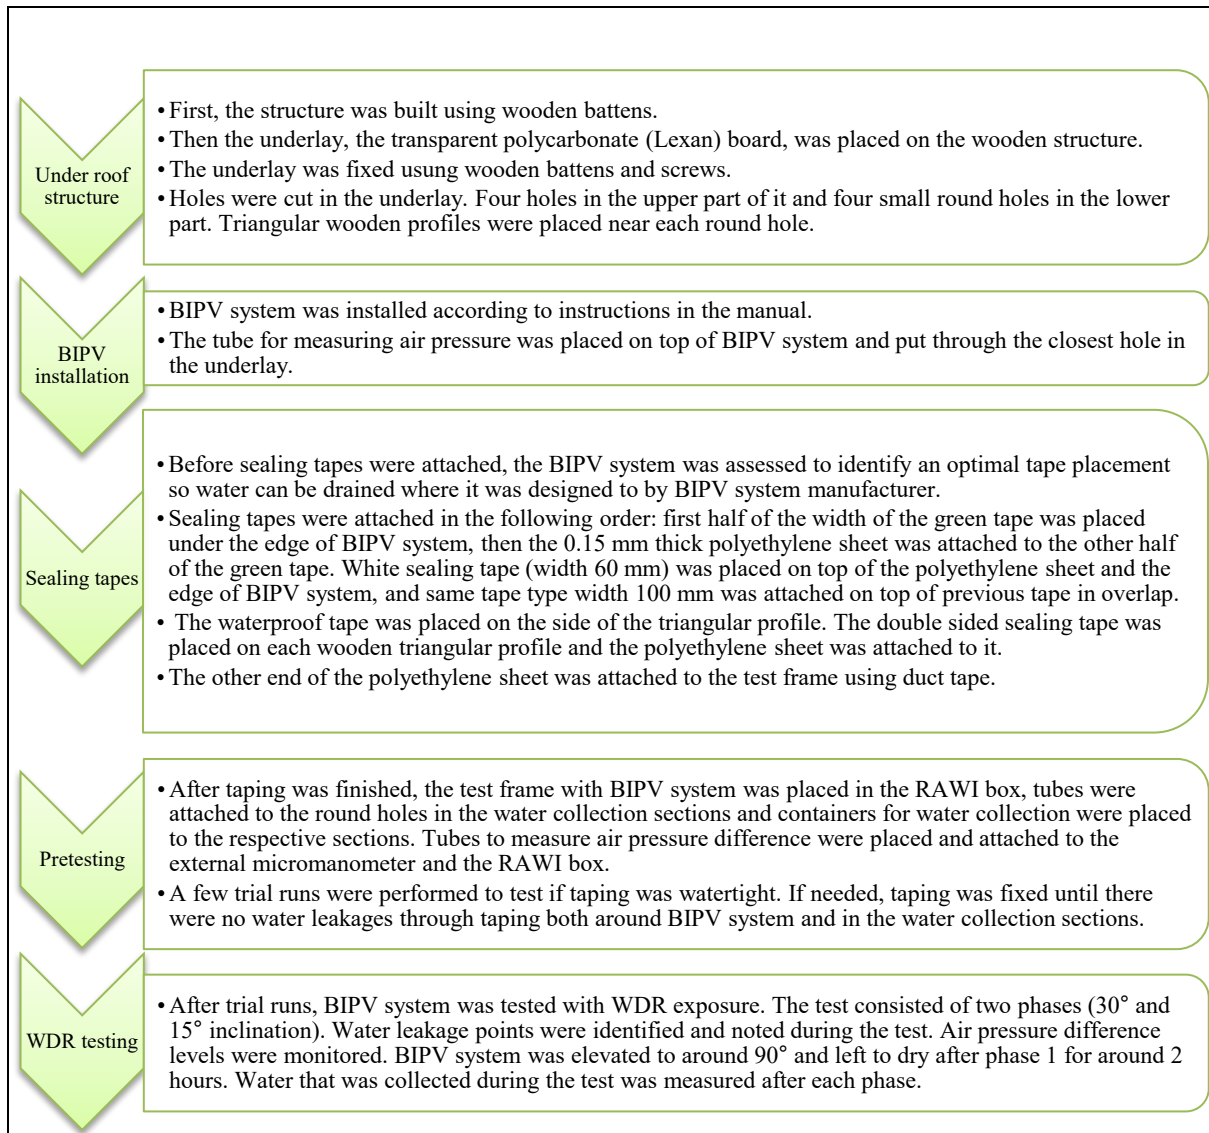 Under roof
structure
• First, the structure was built using wooden battens.
• Then the underlay, the transparent polycarbonate (Lexan) board, was placed on the wooden structure.
• The underlay was fixed usung wooden battens and screws.
• Holes were cut in the underlay. Four holes in the upper part of it and four small round holes in the lower
part. Triangular wooden profiles were placed near each round hole.
BIPV
installation
• BIPV system was installed according to instructions in the manual.
• The tube for measuring air pressure was placed on top of BIPV system and put through the closest hole in
the underlay.
Sealing tapes
• Before sealing tapes were attached, the BIPV system was assessed to identify an optimal tape placement
so water can be drained where it was designed to by BIPV system manufacturer.
• Sealing tapes were attached in the following order: first half of the width of the green tape was placed
under the edge of BIPV system, then the 0.15 mm thick polyethylene sheet was attached to the other half
of the green tape. White sealing tape (width 60 mm) was placed on top of the polyethylene sheet and the
edge of BIPV system, and same tape type width 100 mm was attached on top of previous tape in overlap.
• The waterproof tape was placed on the side of the triangular profile. The double sided sealing tape was
placed on each wooden triangular profile and the polyethylene sheet was attached to it.
• The other end of the polyethylene sheet was attached to the test frame using duct tape.
Pretesting
• After taping was finished, the test frame with BIPV system was placed in the RAWI box, tubes were
attached to the round holes in the water collection sections and containers for water collection were placed
to the respective sections. Tubes to measure air pressure difference were placed and attached to the
external micromanometer and the RAWI box.
• A few trial runs were performed to test if taping was watertight. If needed, taping was fixed until there
were no water leakages through taping both around BIPV system and in the water collection sections.
WDR testing
• After trial runs, BIPV system was tested with WDR exposure. The test consisted of two phases (30° and
15° inclination). Water leakage points were identified and noted during the test. Air pressure difference
levels were monitored. BIPV system was elevated to around 90° and left to dry after phase 1 for around 2
hours. Water that was collected during the test was measured after each phase.